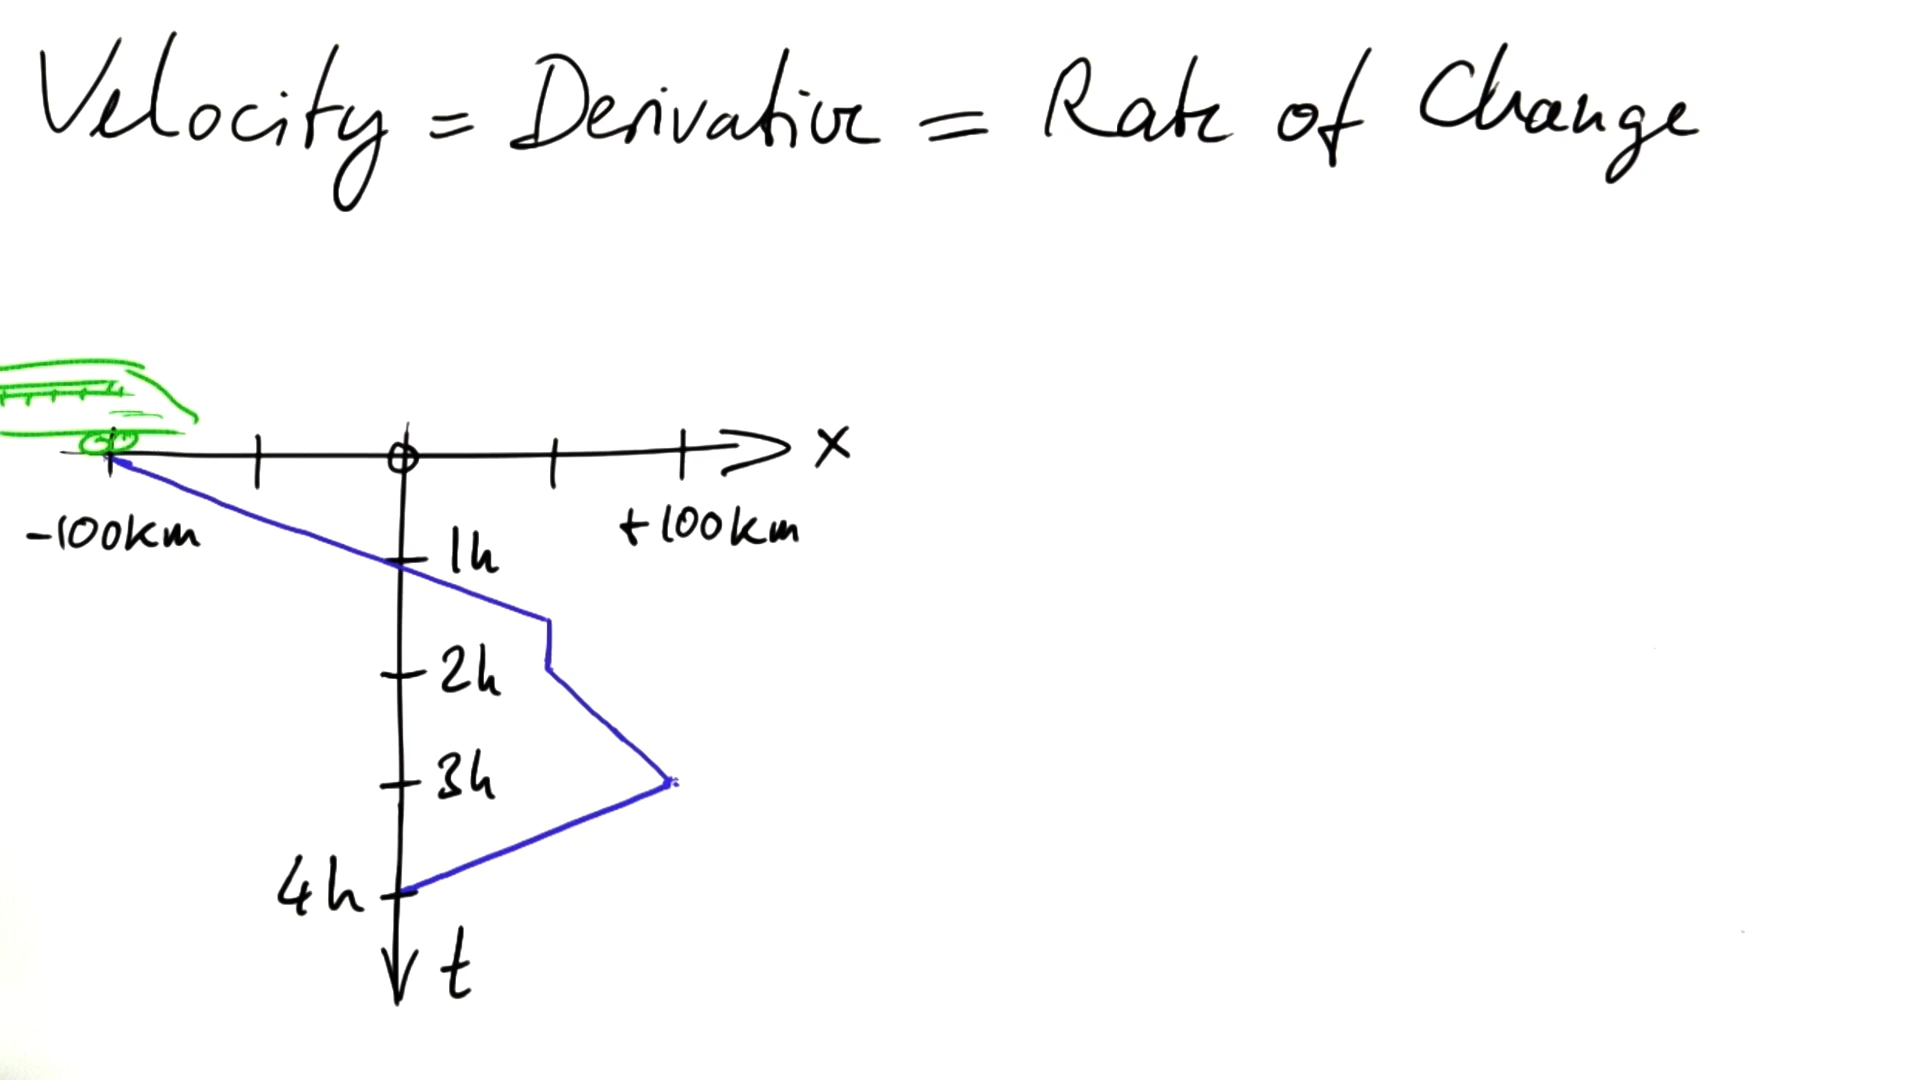 Velocity = Derivative = Rate of Change
x
-100km
+100km
1h
2h
3h
4h
t